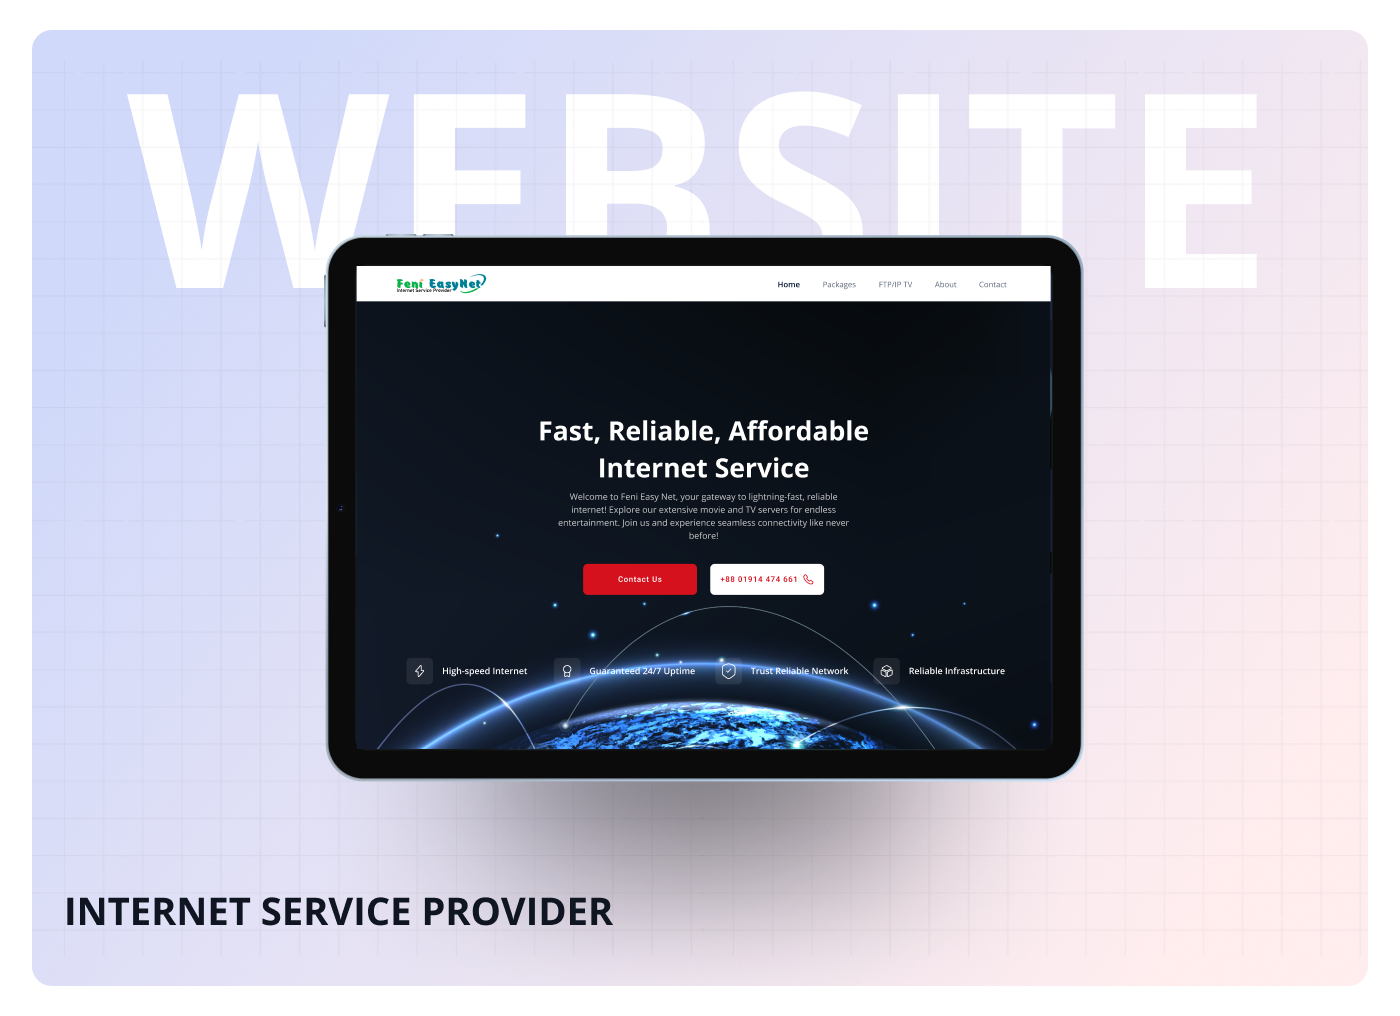 WEBSITE
Feni EasyNet
Internet Service Provider
Home Packages FTP/IP TV About Contact
Fast, Reliable, Affordable
Internet Service
Welcome to Feni Easy Net, your gateway to lightning-fast, reliable
internet! Explore our extensive movie and TV servers for endless
entertainment. Join us and experience seamless connectivity like never
before!
Contact Us +88 01914 474 661
High-speed Internet Guaranteed 24/7 Uptime Trust Reliable Network Reliable Infrastructure
INTERNET SERVICE PROVIDER